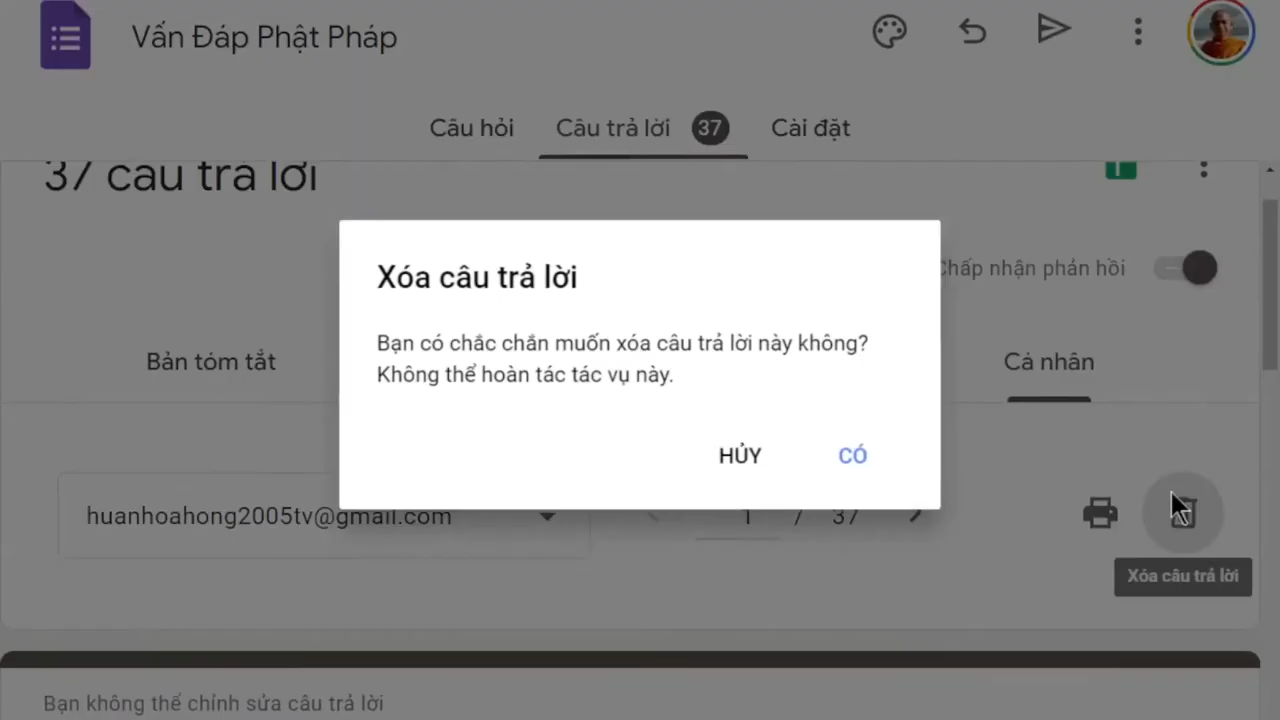 Vấn Đáp Phật Pháp
Câu hỏi Câu trả lời 37 Cài đặt
37 câu trả lời
Chấp nhận phản hồi
Xóa câu trả lời
Bạn có chắc chắn muốn xóa câu trả lời này không?
Không thể hoàn tác tác vụ này.
HỦY CÓ
Bản tóm tắt Cá nhân
huanhoahong2005tv@gmail.com 1 / 37
Xóa câu trả lời
Bạn không thể chỉnh sửa câu trả lời